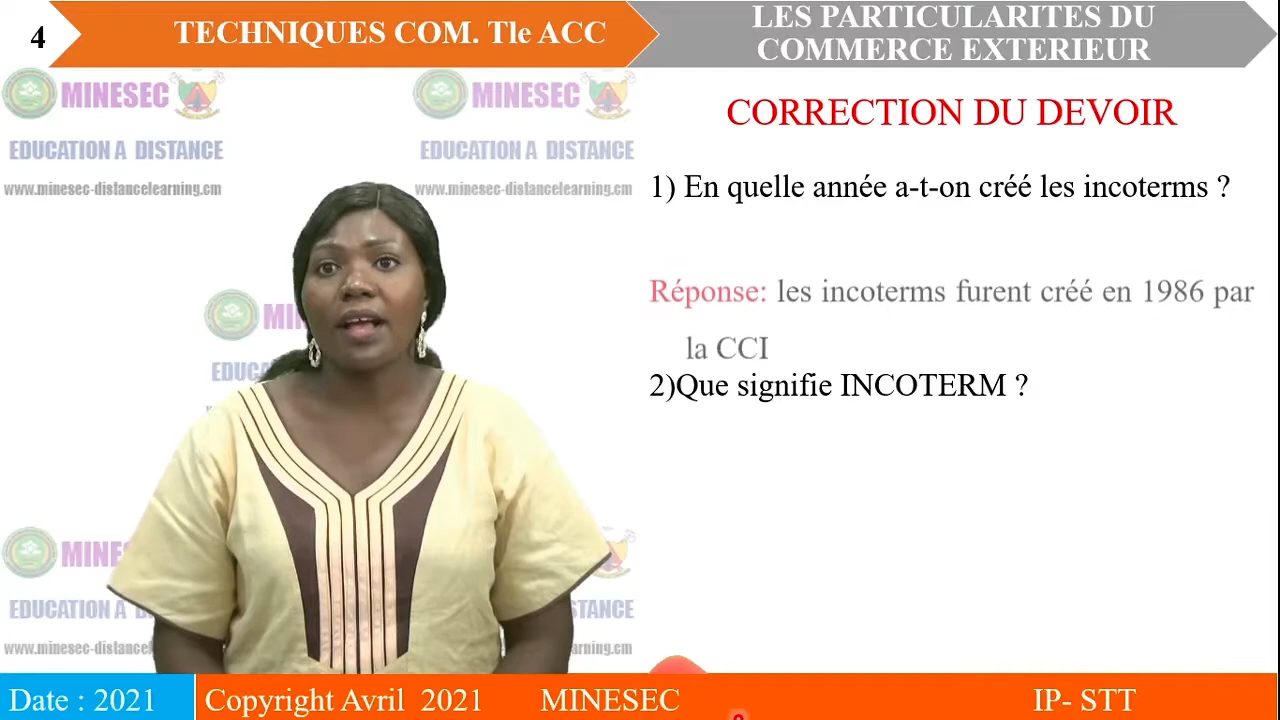 4
TECHNIQUES COM. Tle ACC
LES PARTICULARITES DU
COMMERCE EXTERIEUR
MINESEC
EDUCATION A DISTANCE
www.minesec-distancelearning.cm
MINESEC
EDUCATION A DISTANCE
www.minesec-distancelearning.cm
CORRECTION DU DEVOIR
1) En quelle année a-t-on créé les incoterms ?
Réponse: les incoterms furent créé en 1986 par
la CCI
2)Que signifie INCOTERM ?
Date : 2021
Copyright Avril 2021
MINESEC
IP- STT